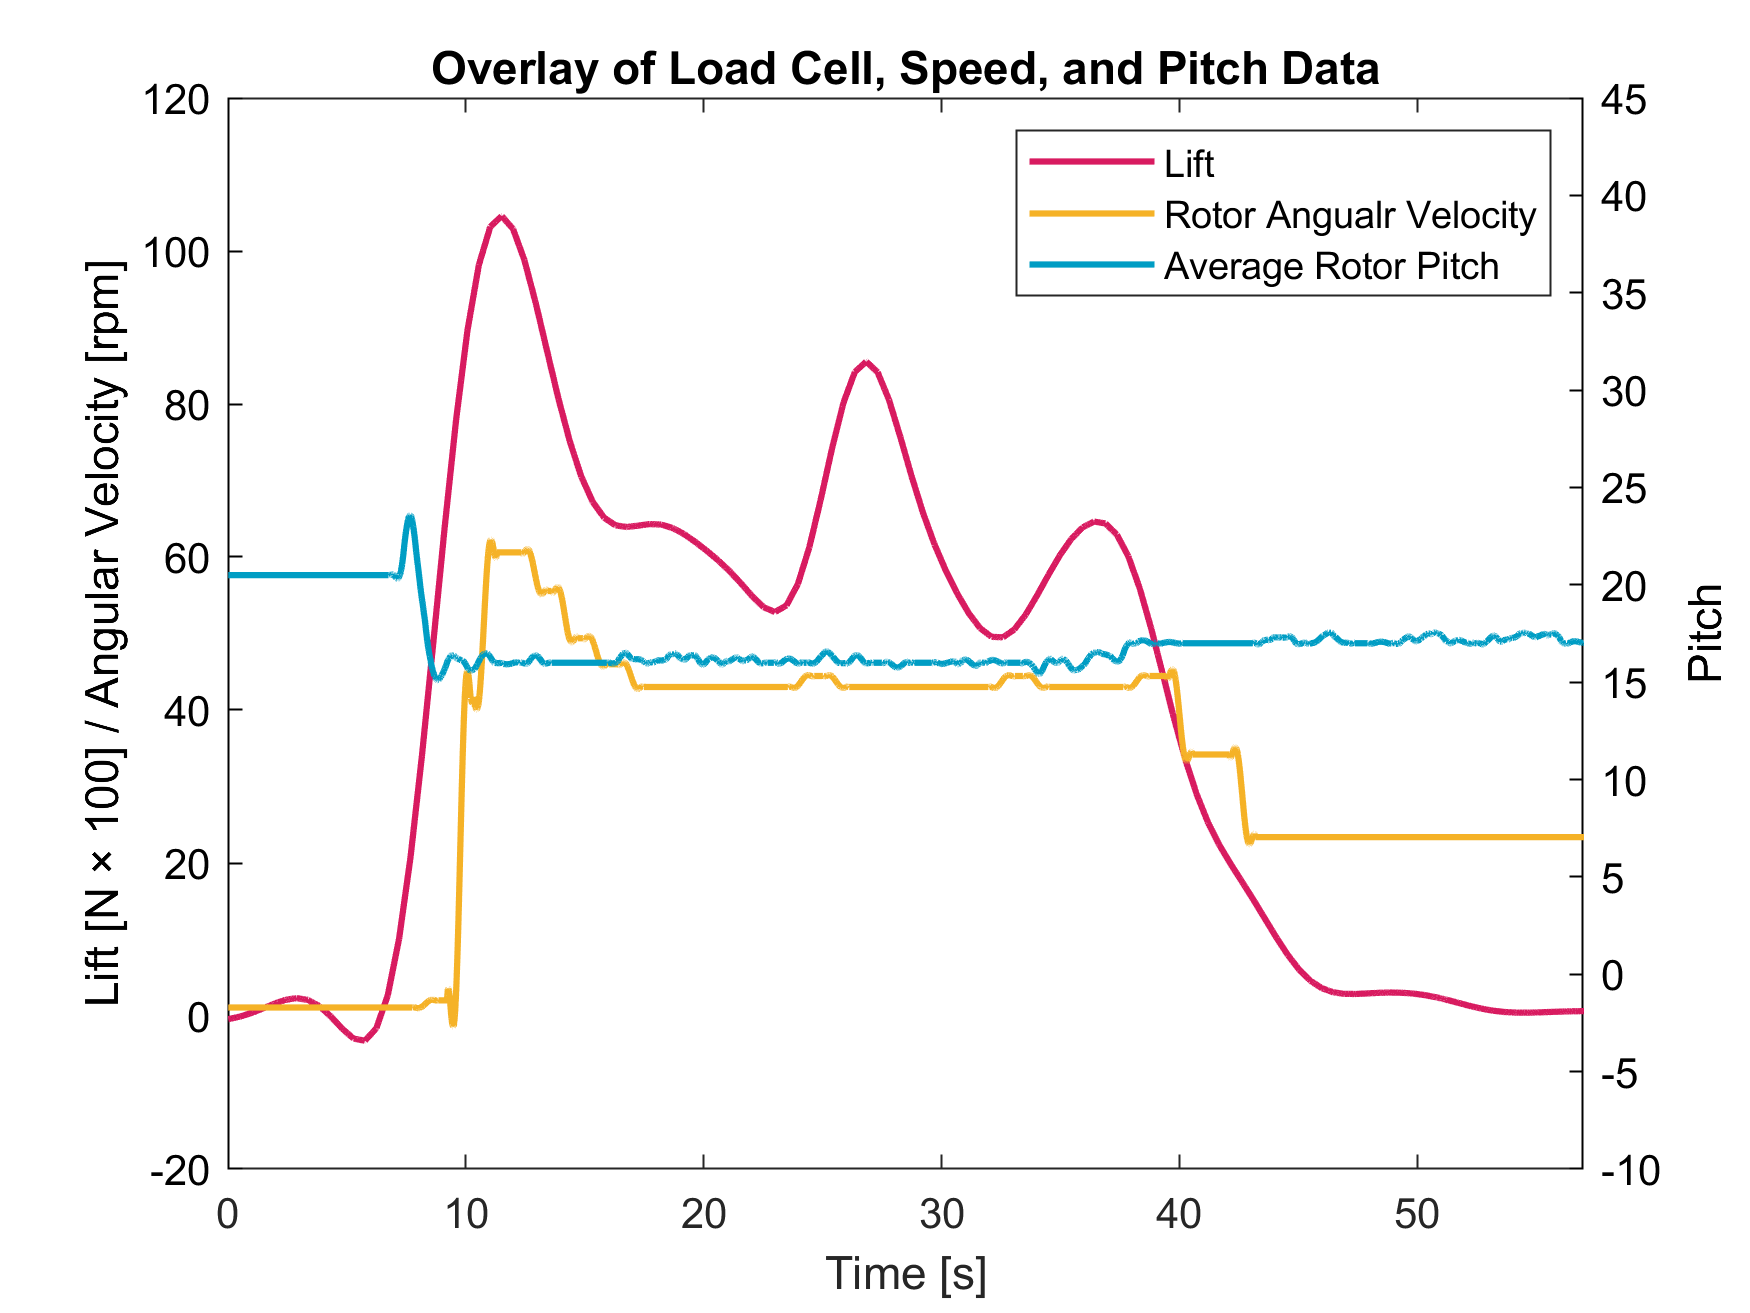 Overlay of Load Cell, Speed, and Pitch Data
Lift
Rotor Angualr Velocity
Average Rotor Pitch
Lift [N × 100] / Angular Velocity [rpm]
120
100
80
60
40
20
0
-20
Pitch
45
40
35
30
25
20
15
10
5
0
-5
-10
0 10 20 30 40 50
Time [s]